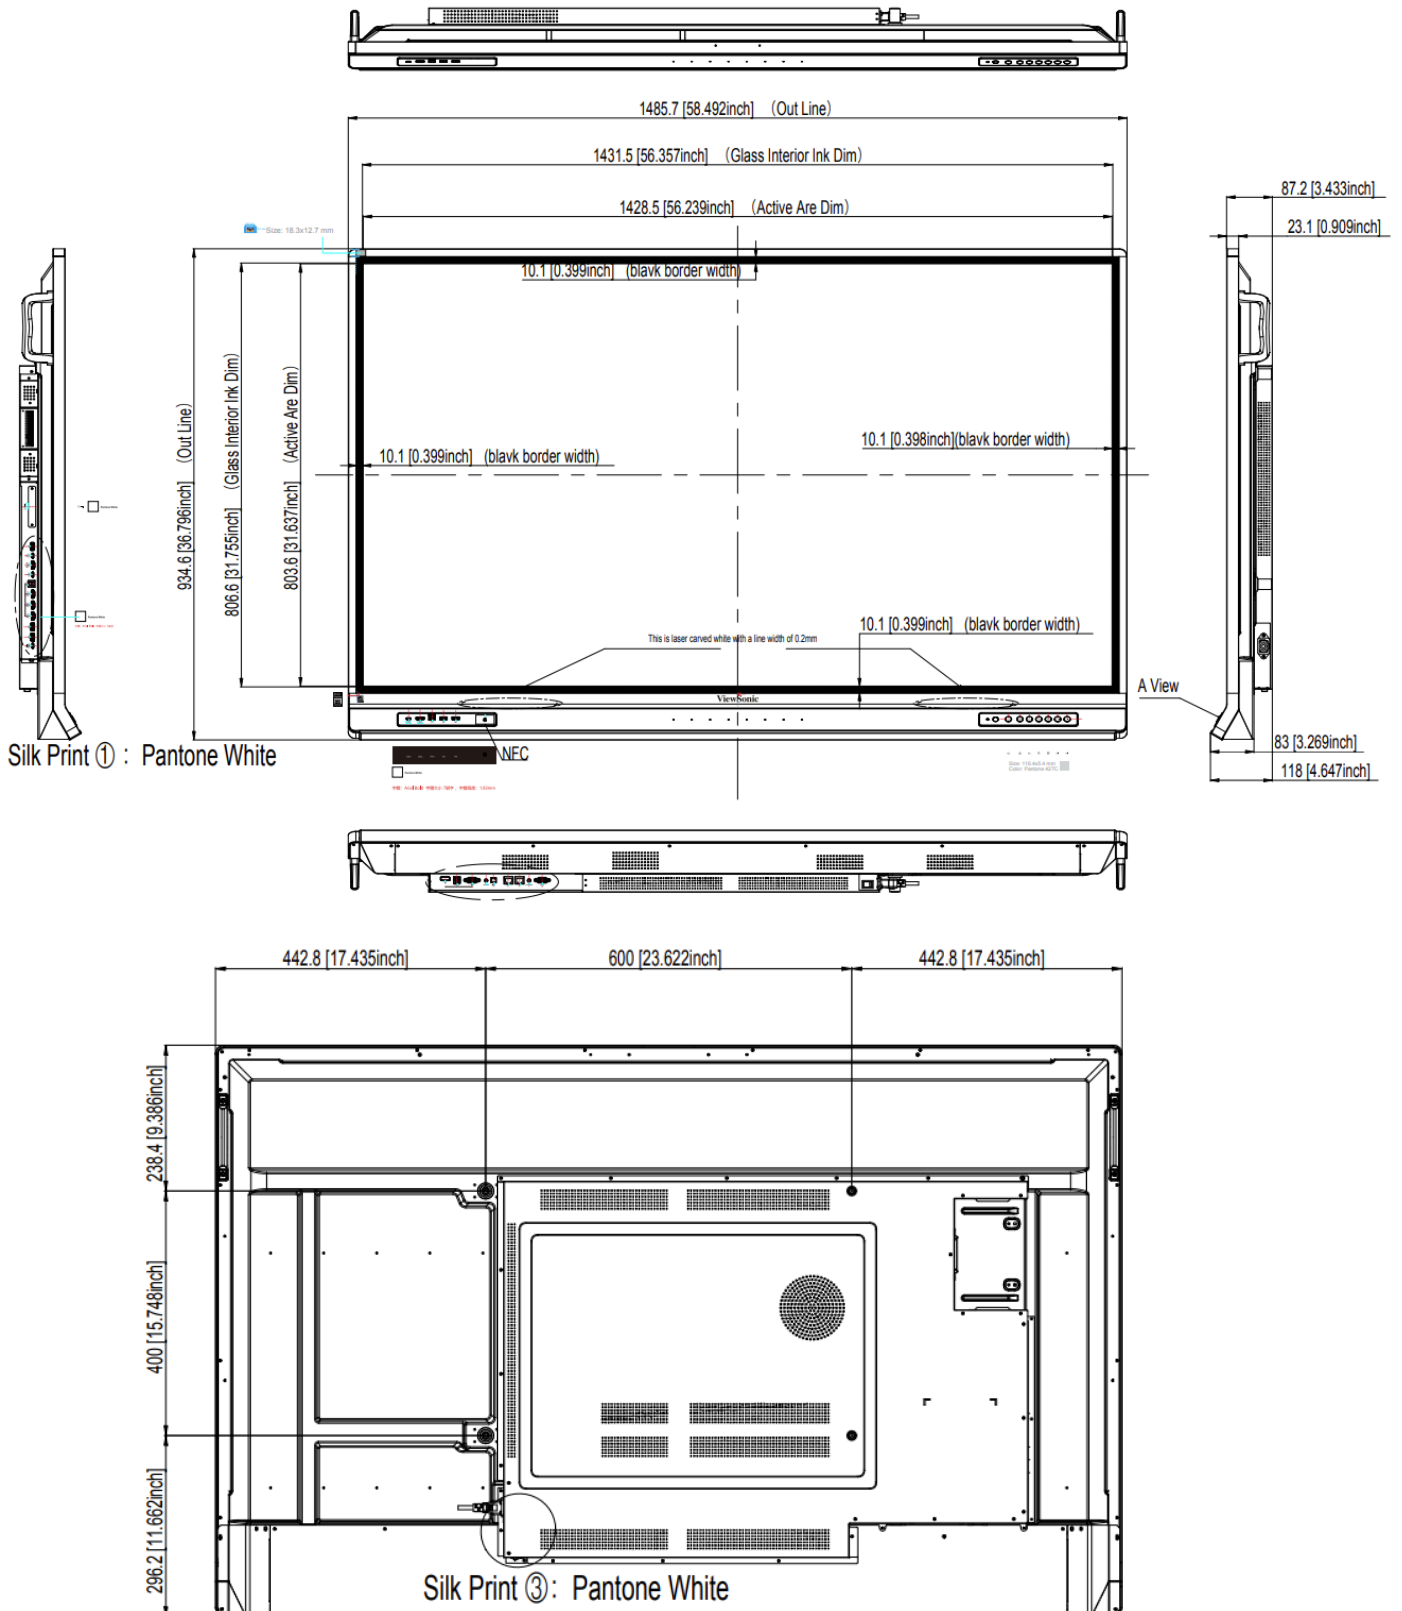 1485.7 [58.492inch] (Out Line)
1431.5 [56.357inch] (Glass Interior Ink Dim)
1428.5 [56.239inch] (Active Are Dim)
87.2 [3.433inch]
23.1 [0.909inch]
Size: 18.3x12.7 mm
10.1 [0.399inch] (blavk border width)
934.6 [36.796inch] (Out Line)
806.6 [31.755inch] (Glass Interior Ink Dim)
803.6 [31.637inch] (Active Are Dim)
10.1 [0.398inch](blavk border width)
10.1 [0.399inch] (blavk border width)
10.1 [0.399inch] (blavk border width)
This is laser carved white with a line width of 0.2mm
A View
ViewSonic
83 [3.269inch]
118 [4.647inch]
Silk Print ①: Pantone White
NFC
442.8 [17.435inch]
600 [23.622inch]
442.8 [17.435inch]
238.4 [9.386inch]
400 [15.748inch]
296.2 [11.662inch]
Silk Print ③: Pantone White